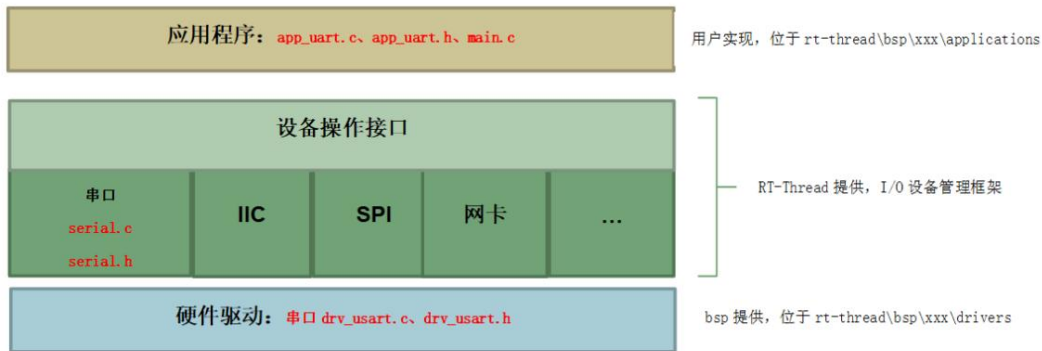 应用程序：app_uart.c、app_uart.h、main.c
用户实现，位于 rt-thread\bsp\xxx\applications
设备操作接口
串口
serial.c
serial.h
IIC
SPI
网卡
...
RT-Thread 提供，I/O 设备管理框架
硬件驱动：串口 drv_usart.c、drv_usart.h
bsp 提供，位于 rt-thread\bsp\xxx\drivers